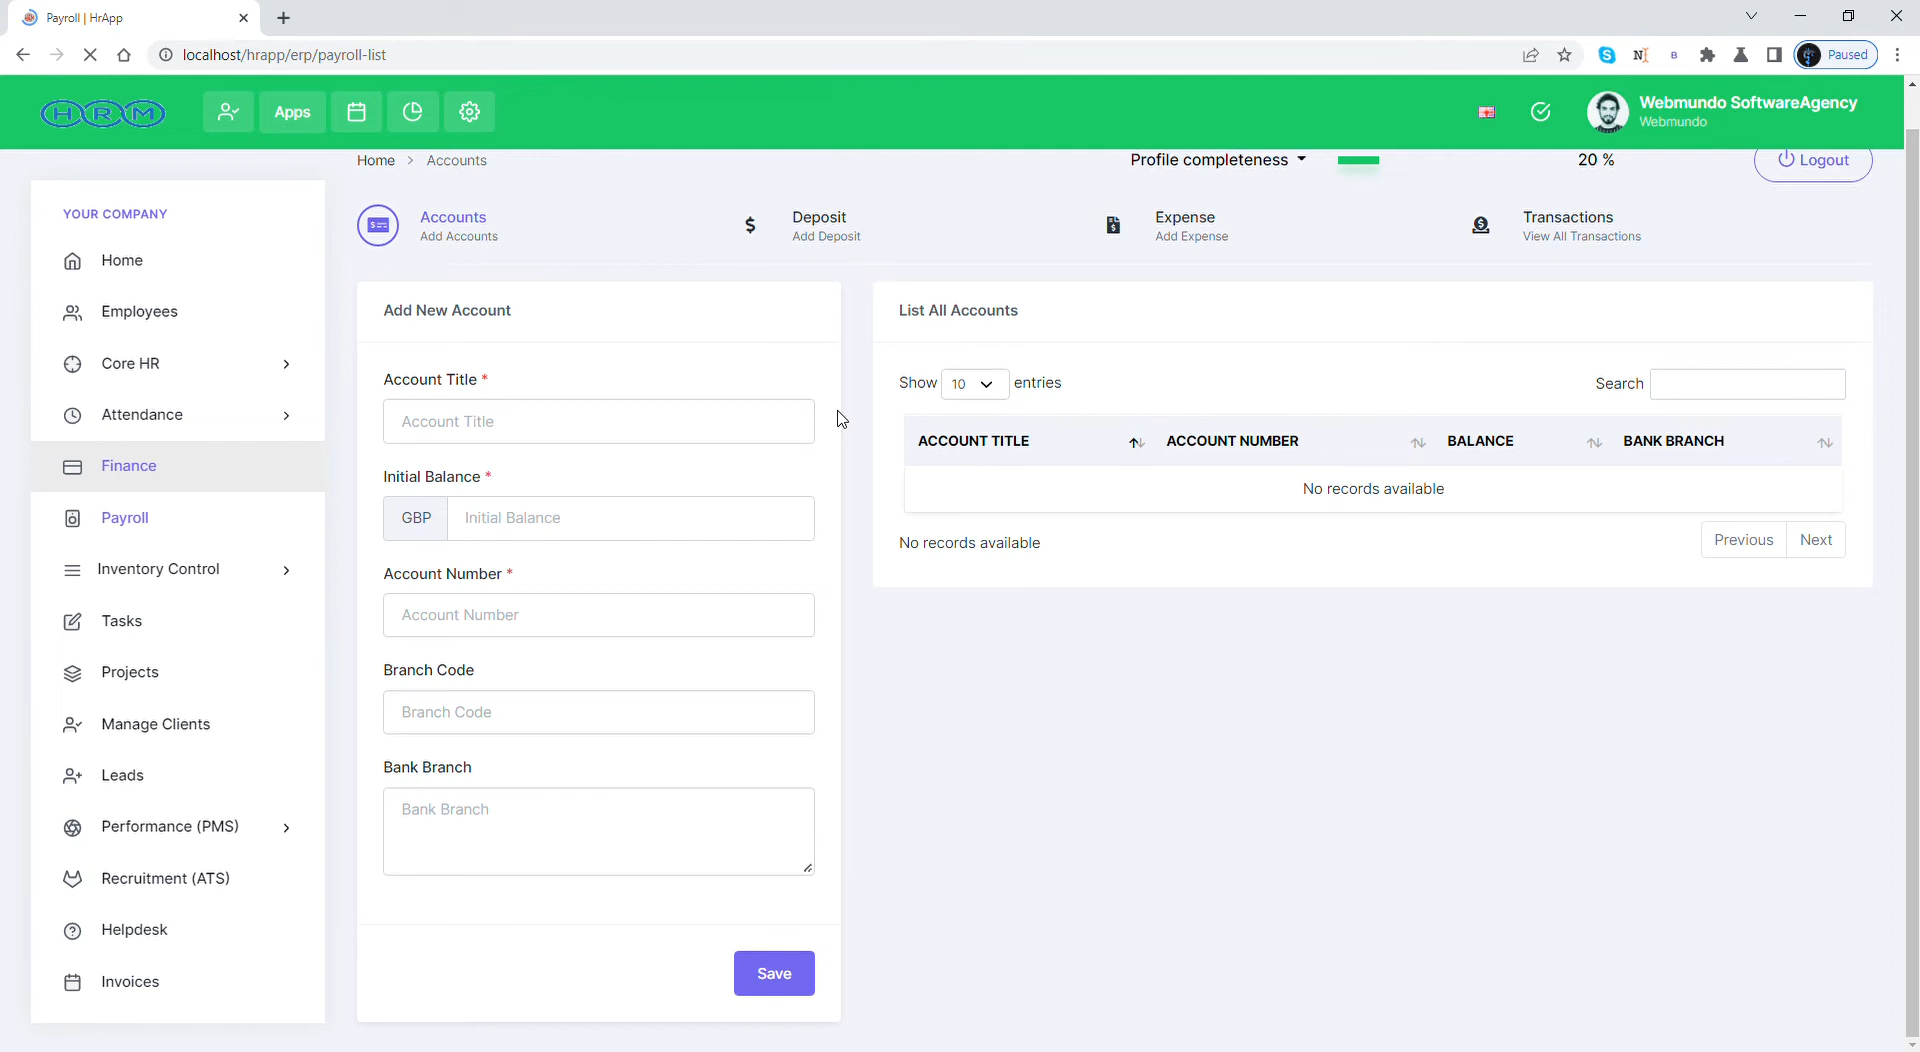 Payroll | HrApp
localhost/hrapp/erp/payroll-list
Paused
HRM
Apps
Webmundo SoftwareAgency
Webmundo
Home > Accounts
Profile completeness
20 %
Logout
YOUR COMPANY
Home
Employees
Core HR
Attendance
Finance
Payroll
Inventory Control
Tasks
Projects
Manage Clients
Leads
Performance (PMS)
Recruitment (ATS)
Helpdesk
Invoices
Accounts
Add Accounts
Deposit
Add Deposit
Expense
Add Expense
Transactions
View All Transactions
Add New Account
Account Title *
Account Title
Initial Balance *
GBP Initial Balance
Account Number *
Account Number
Branch Code
Branch Code
Bank Branch
Bank Branch
Save
List All Accounts
Show 10 entries
Search
ACCOUNT TITLE ACCOUNT NUMBER BALANCE BANK BRANCH
No records available
No records available
Previous Next